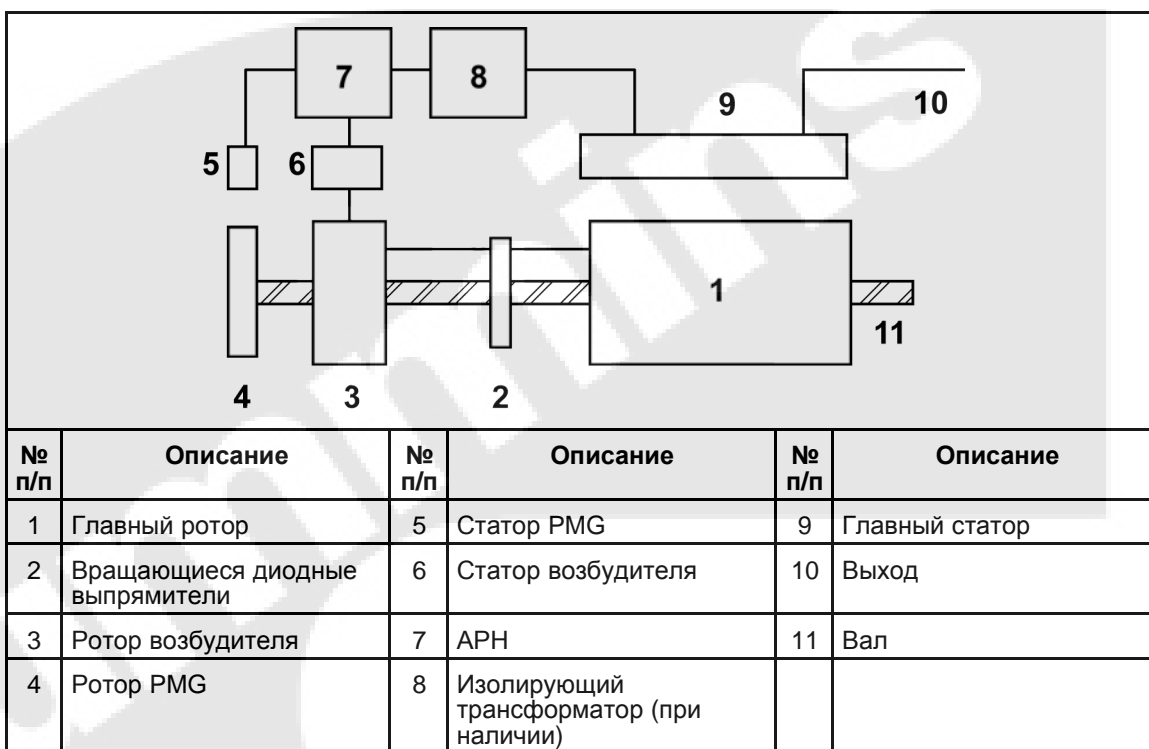 7
8
9
10
5
6
1
11
4
3
2
№ п/п Описание № п/п Описание № п/п Описание
1 Главный ротор 5 Статор PMG 9 Главный статор
2 Вращающиеся диодные выпрямители 6 Статор возбудителя 10 Выход
3 Ротор возбудителя 7 АРН 11 Вал
4 Ротор PMG 8 Изолирующий трансформатор (при наличии)